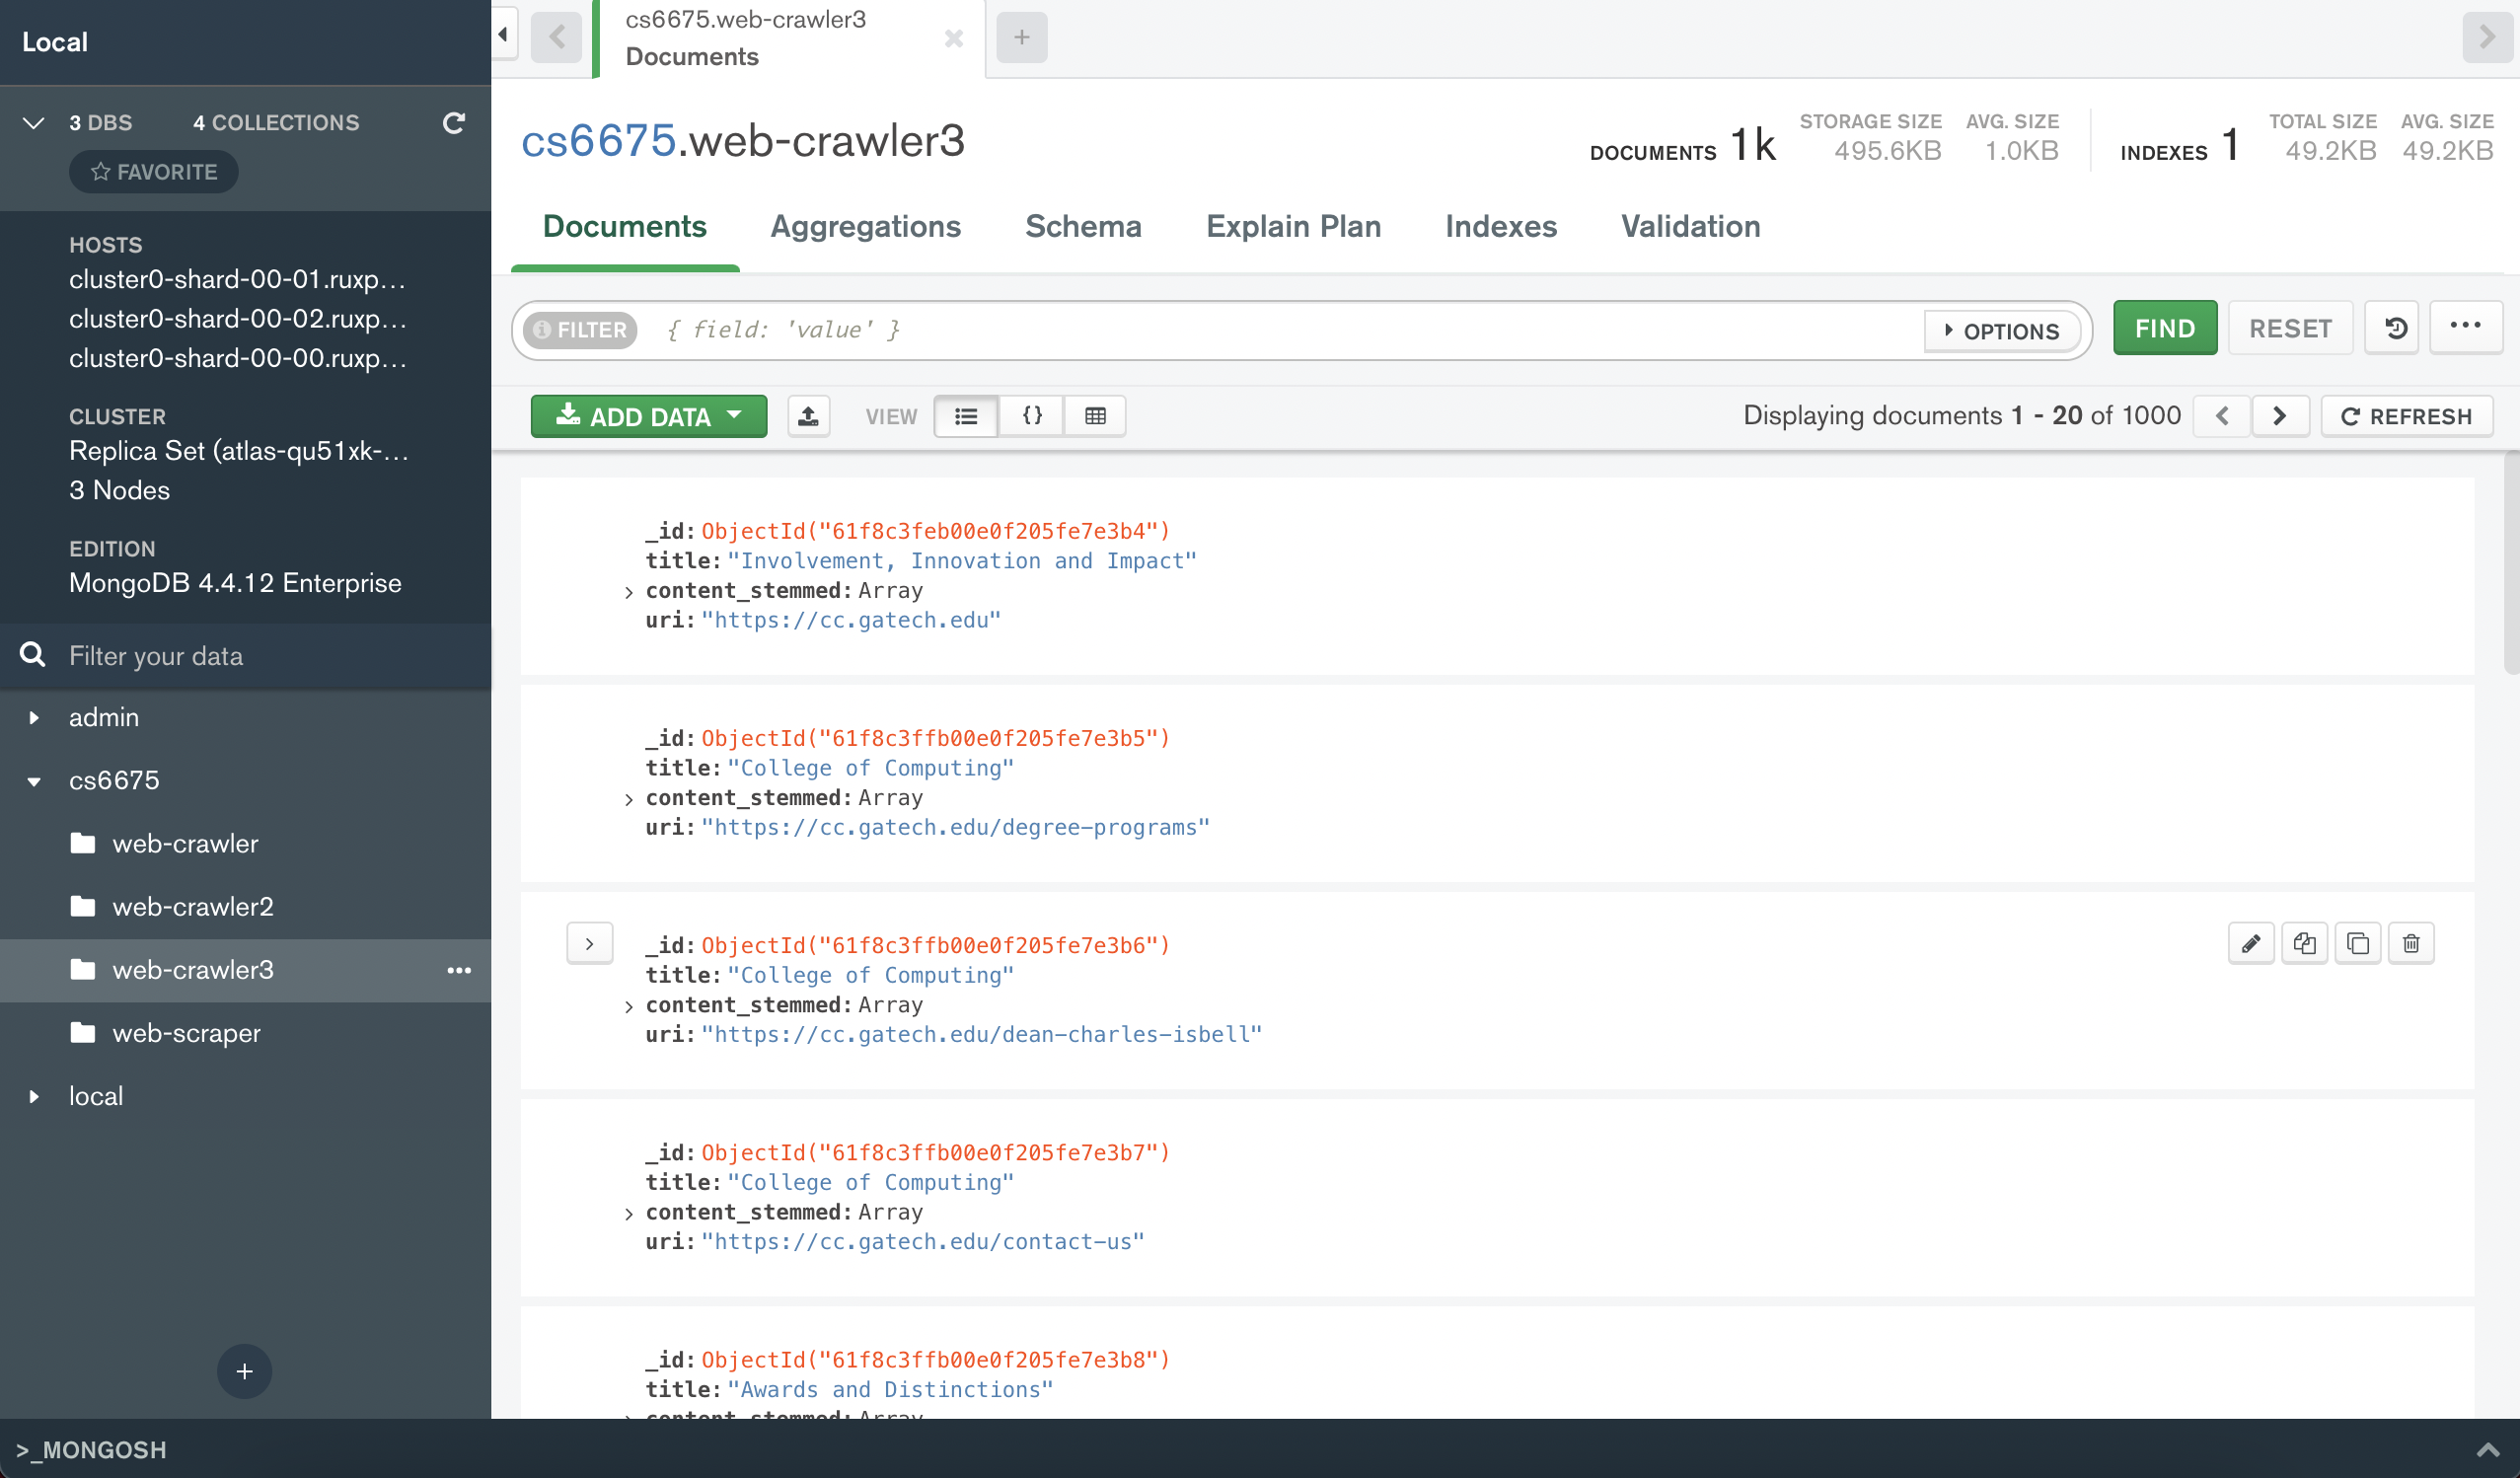 Local
3 DBS 4 COLLECTIONS
FAVORITE
HOSTS
cluster0-shard-00-01.ruxp...
cluster0-shard-00-02.ruxp...
cluster0-shard-00-00.ruxp...
CLUSTER
Replica Set (atlas-qu51xk-...
3 Nodes
EDITION
MongoDB 4.4.12 Enterprise
Filter your data
admin
cs6675
web-crawler
web-crawler2
web-crawler3
web-scraper
local
>_MONGOSH
cs6675.web-crawler3
Documents
cs6675.web-crawler3
DOCUMENTS 1k STORAGE SIZE 495.6KB AVG. SIZE 1.0KB INDEXES 1 TOTAL SIZE 49.2KB AVG. SIZE 49.2KB
Documents Aggregations Schema Explain Plan Indexes Validation
FILTER { field: 'value' } OPTIONS FIND RESET
ADD DATA VIEW {} Displaying documents 1 - 20 of 1000 REFRESH
_id: ObjectId("61f8c3feb00e0f205fe7e3b4")
title: "Involvement, Innovation and Impact"
content_stemmed: Array
uri: "https://cc.gatech.edu"
_id: ObjectId("61f8c3ffb00e0f205fe7e3b5")
title: "College of Computing"
content_stemmed: Array
uri: "https://cc.gatech.edu/degree-programs"
_id: ObjectId("61f8c3ffb00e0f205fe7e3b6")
title: "College of Computing"
content_stemmed: Array
uri: "https://cc.gatech.edu/dean-charles-isbell"
_id: ObjectId("61f8c3ffb00e0f205fe7e3b7")
title: "College of Computing"
content_stemmed: Array
uri: "https://cc.gatech.edu/contact-us"
_id: ObjectId("61f8c3ffb00e0f205fe7e3b8")
title: "Awards and Distinctions"
content_stemmed: Array